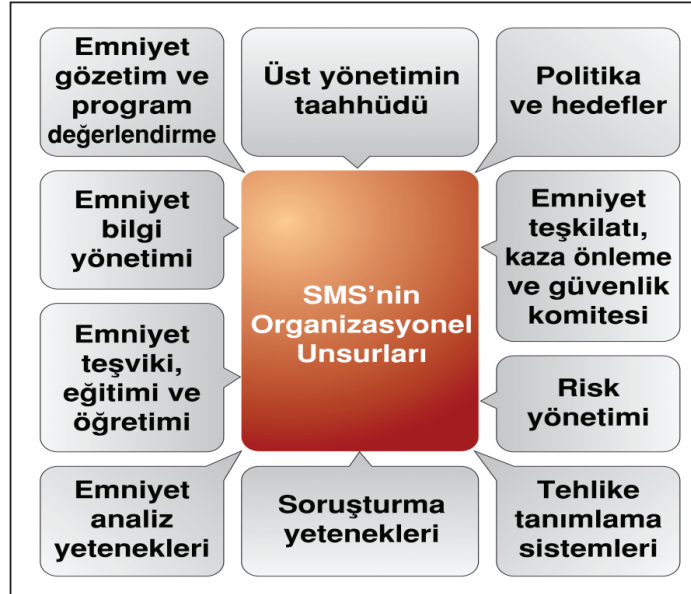 Emniyet
gözetim ve
program
değerlendirme
Üst yönetimin
taahhüdü
Politika
ve hedefler
Emniyet
bilgi
yönetimi
Emniyet
teşkilatı,
kaza önleme
ve güvenlik
komitesi
SMS’nin
Organizasyonel
Unsurları
Emniyet
teşviki,
eğitimi ve
öğretimi
Risk
yönetimi
Emniyet
analiz
yetenekleri
Soruşturma
yetenekleri
Tehlike
tanımlama
sistemleri